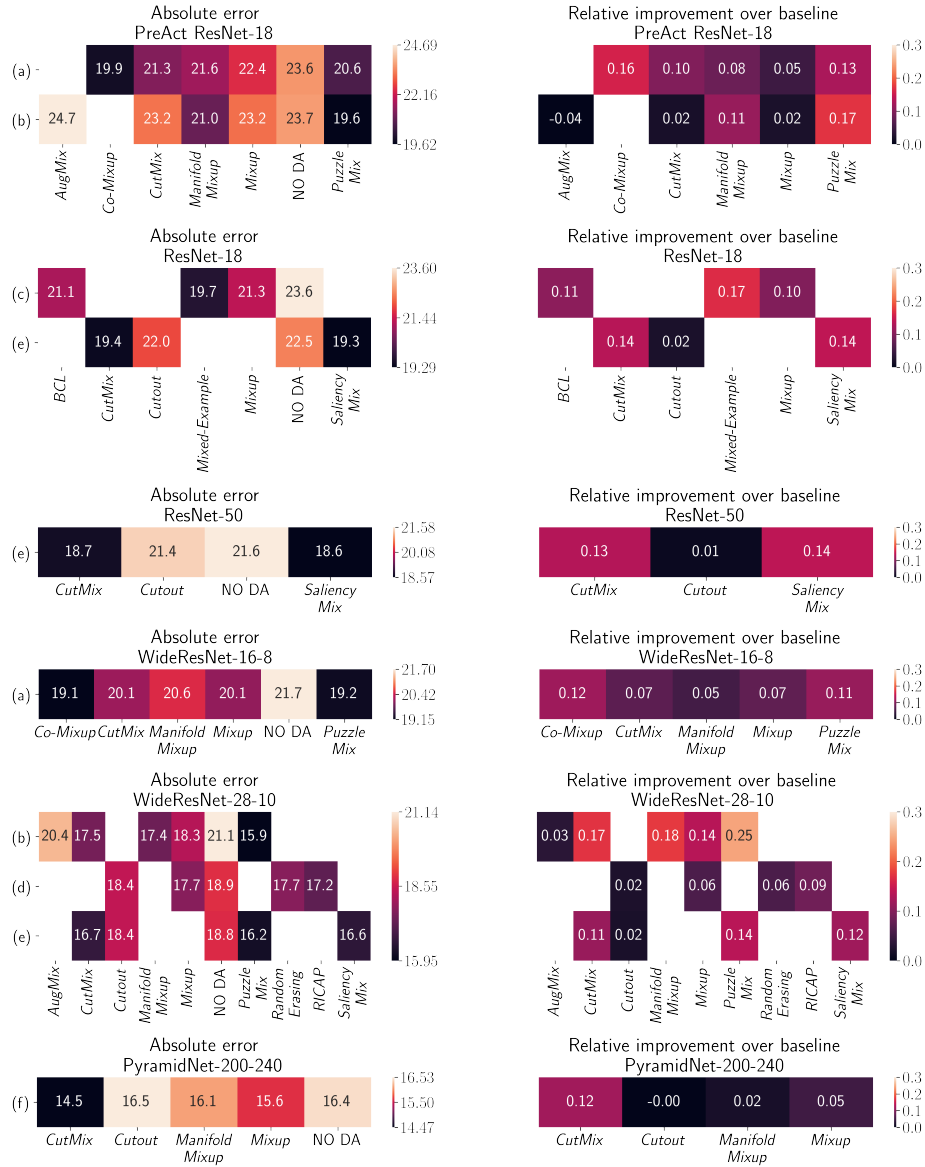 Absolute error
PreAct ResNet-18
(a) 19.9 21.3 21.6 22.4 23.6 20.6
(b) 24.7 23.2 21.0 23.2 23.7 19.6
24.69
22.16
19.62
AugMix Co-Mixup CutMix Manifold Mixup Mixup NO DA Puzzle Mix
Relative improvement over baseline
PreAct ResNet-18
0.16 0.10 0.08 0.05 0.13
-0.04 0.02 0.11 0.02 0.17
0.3
0.2
0.1
0.0
AugMix Co-Mixup CutMix Manifold Mixup Mixup Puzzle Mix
Absolute error
ResNet-18
(c) 21.1 19.7 21.3 23.6
(e) 19.4 22.0 22.5 19.3
23.60
21.44
19.29
BCL CutMix Cutout Mixed-Example Mixup NO DA Saliency Mix
Relative improvement over baseline
ResNet-18
0.11 0.17 0.10
0.14 0.02 0.14
0.3
0.2
0.1
0.0
BCL CutMix Cutout Mixed-Example Mixup Saliency Mix
Absolute error
ResNet-50
(e) 18.7 21.4 21.6 18.6
21.58
20.08
18.57
CutMix Cutout NO DA Saliency Mix
Relative improvement over baseline
ResNet-50
0.13 0.01 0.14
0.3
0.2
0.1
0.0
CutMix Cutout Saliency Mix
Absolute error
WideResNet-16-8
(a) 19.1 20.1 20.6 20.1 21.7 19.2
21.70
20.42
19.15
Co-Mixup CutMix Manifold Mixup Mixup NO DA Puzzle Mix
Relative improvement over baseline
WideResNet-16-8
0.12 0.07 0.05 0.07 0.11
0.3
0.2
0.1
0.0
Co-Mixup CutMix Manifold Mixup Mixup Puzzle Mix
Absolute error
WideResNet-28-10
(b) 20.4 17.5 17.4 18.3 21.1 15.9
(d) 18.4 17.7 18.9 17.7 17.2
(e) 16.7 18.4 18.8 16.2 16.6
21.14
18.55
15.95
AugMix CutMix Cutout Manifold Mixup Mixup NO DA Puzzle Mix Random Erasing RICAP Saliency Mix
Relative improvement over baseline
WideResNet-28-10
0.03 0.17 0.18 0.14 0.25
0.02 0.06 0.06 0.09
0.11 0.02 0.14 0.12
0.3
0.2
0.1
0.0
AugMix CutMix Cutout Manifold Mixup Mixup Puzzle Mix Random Erasing RICAP Saliency Mix
Absolute error
PyramidNet-200-240
(f) 14.5 16.5 16.1 15.6 16.4
16.53
15.50
14.47
CutMix Cutout Manifold Mixup Mixup NO DA
Relative improvement over baseline
PyramidNet-200-240
0.12 -0.00 0.02 0.05
0.3
0.2
0.1
0.0
CutMix Cutout Manifold Mixup Mixup